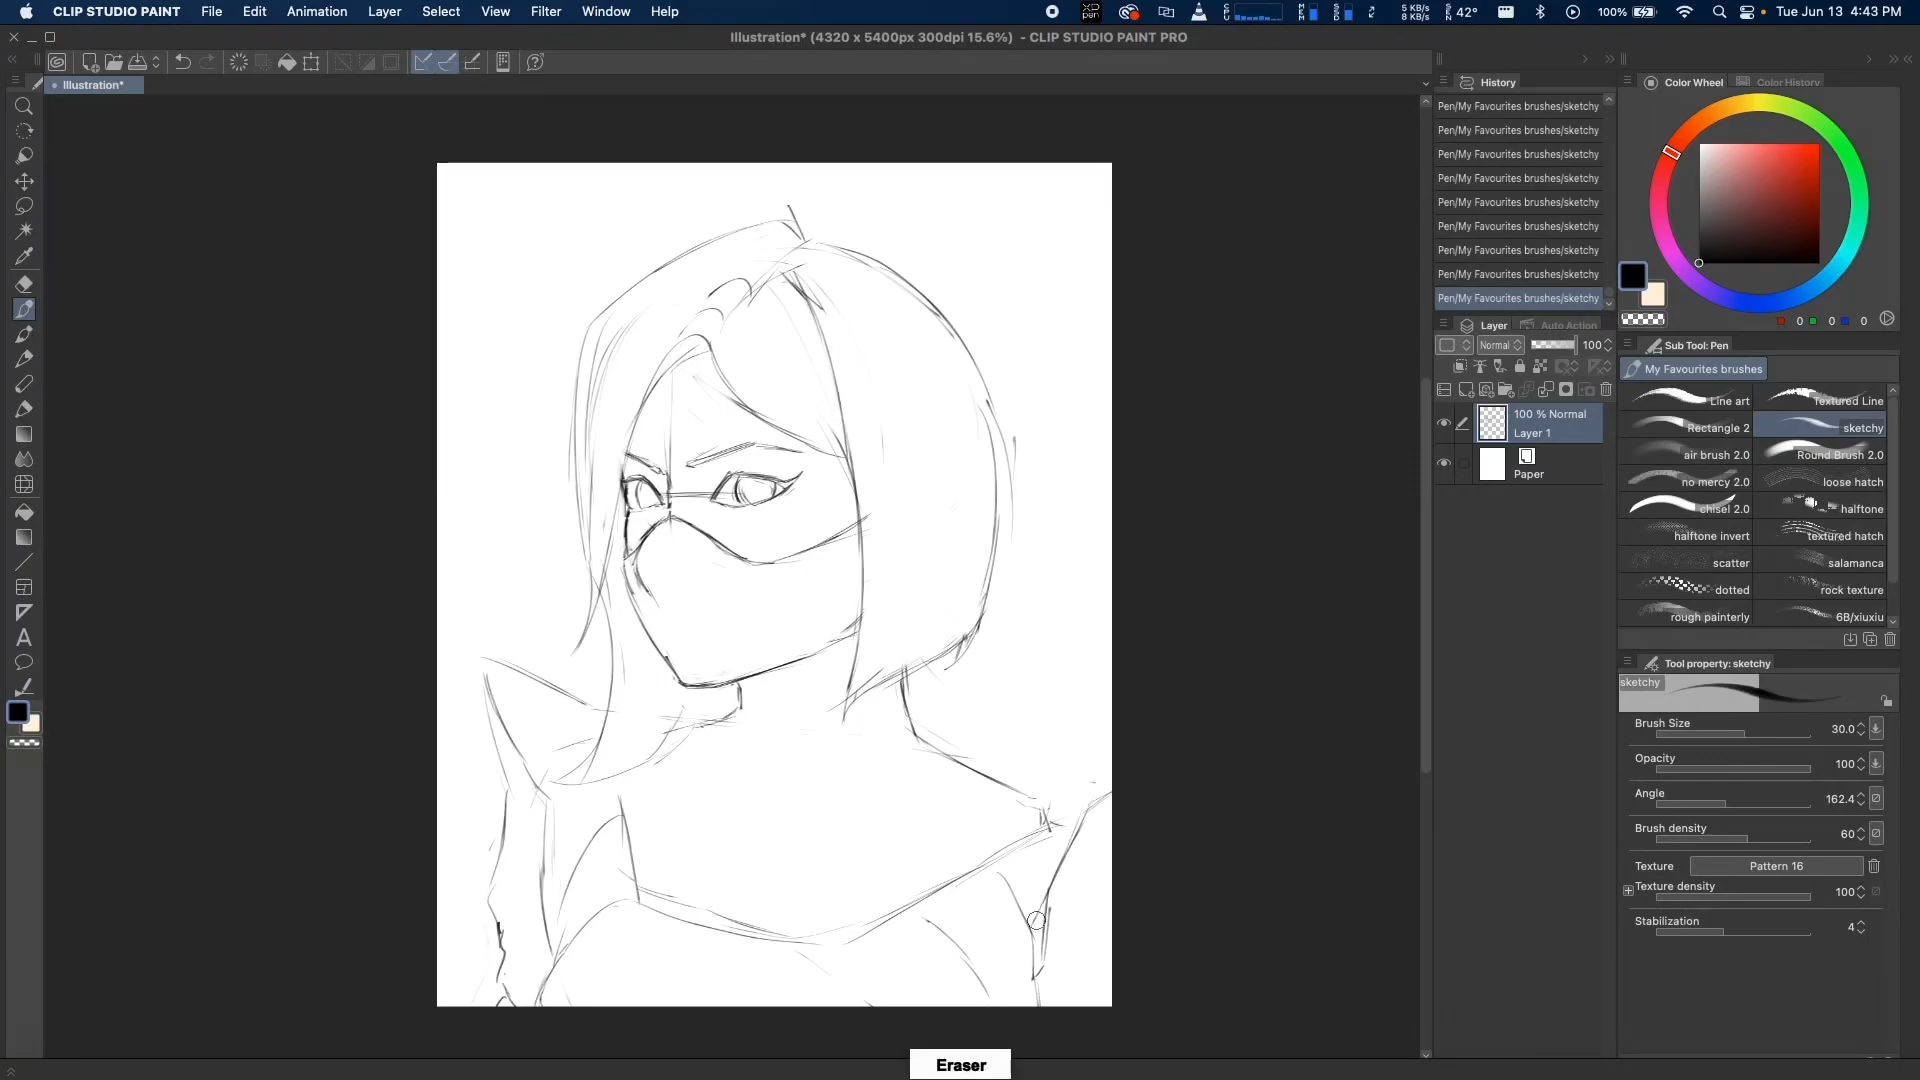 CLIP STUDIO PAINT File Edit Animation Layer Select View Filter Window Help
5 KB/s
8 KB/s
42°
100%
Tue Jun 13 4:43 PM
Illustration* (4320 x 5400px 300dpi 15.6%) - CLIP STUDIO PAINT PRO
Illustration*
History
Pen/My Favourites brushes/sketchy
Pen/My Favourites brushes/sketchy
Pen/My Favourites brushes/sketchy
Pen/My Favourites brushes/sketchy
Pen/My Favourites brushes/sketchy
Pen/My Favourites brushes/sketchy
Pen/My Favourites brushes/sketchy
Pen/My Favourites brushes/sketchy
Pen/My Favourites brushes/sketchy
Layer Auto Action
Normal 100
100 % Normal
Layer 1
Paper
Color Wheel Color History
0 0 0
Sub Tool: Pen
My Favourites brushes
Line art Textured Line
Rectangle 2 sketchy
air brush 2.0 Round Brush 2.0
no mercy 2.0 loose hatch
chisel 2.0 halftone
halftone invert textured hatch
scatter salamanca
dotted rock texture
rough painterly 6B/xiuxiu
Tool property: sketchy
sketchy
Brush Size 30.0
Opacity 100
Angle 162.4
Brush density 60
Texture Pattern 16
Texture density 100
Stabilization 4
Eraser